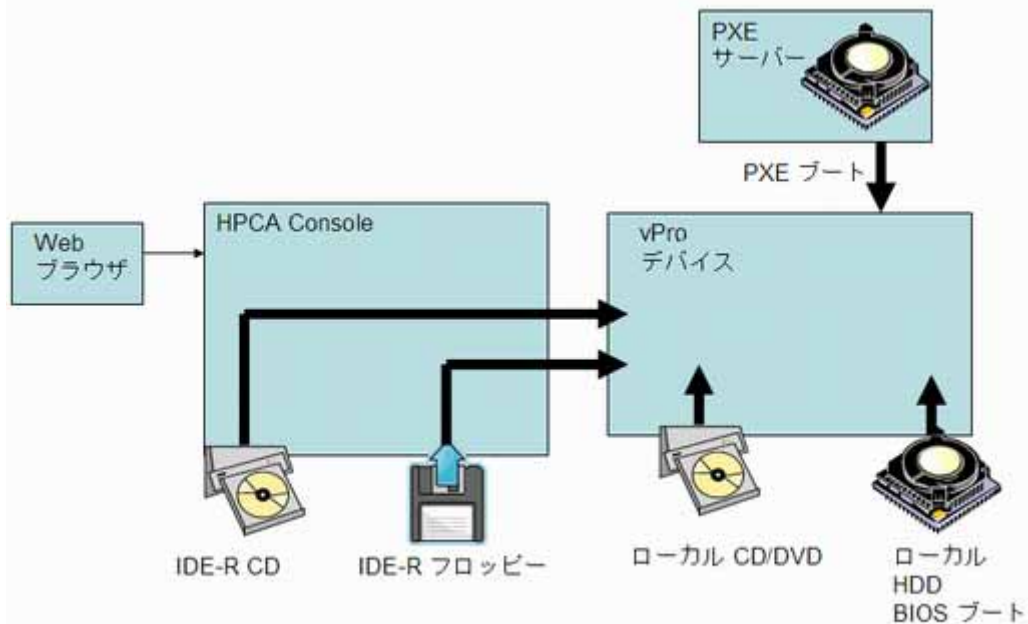 PXE
サーバー
PXE ブート
HPCA Console
Web
ブラウザ
vPro
デバイス
IDE-R CD
IDE-R フロッピー
ローカル CD/DVD
ローカル
HDD
BIOS ブート